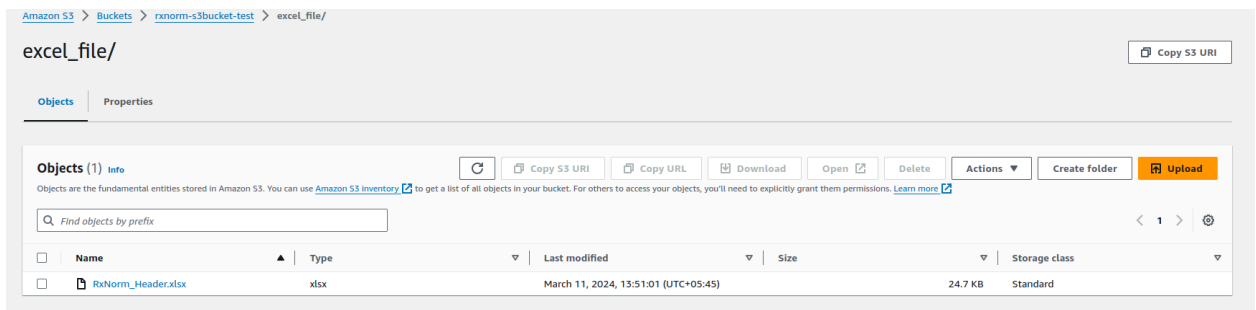 Amazon S3 > Buckets > rxnorm-s3bucket-test > excel_file/
excel_file/
Copy S3 URI
Objects Properties
Objects (1) Info Copy S3 URI Copy URL Download Open Delete Actions Create folder Upload
Objects are the fundamental entities stored in Amazon S3. You can use Amazon S3 inventory to get a list of all objects in your bucket. For others to access your objects, you'll need to explicitly grant them permissions. Learn more
Find objects by prefix < 1 >
Name Type Last modified Size Storage class
RxNorm_Header.xlsx xlsx March 11, 2024, 13:51:01 (UTC+05:45) 24.7 KB Standard